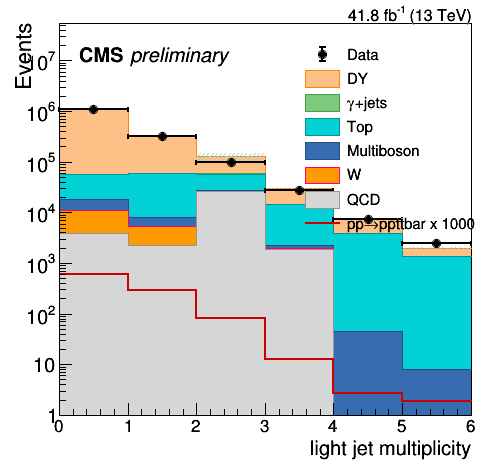 41.8 fb⁻¹ (13 TeV)
Events
CMS preliminary
Data
DY
γ+jets
Top
Multiboson
W
QCD
pp→ppttbar x 1000
10⁷
10⁶
10⁵
10⁴
10³
10²
10
1
0 1 2 3 4 5 6
light jet multiplicity